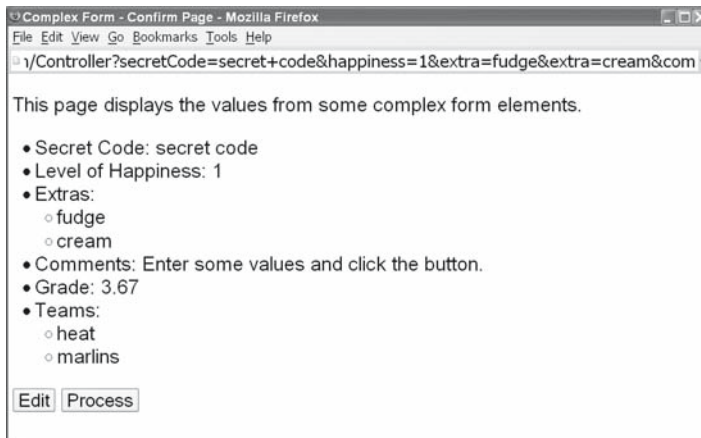 Complex Form - Confirm Page - Mozilla Firefox
File Edit View Go Bookmarks Tools Help
/Controller?secretCode=secret+code&happiness=1&extra=fudge&extra=cream&com
This page displays the values from some complex form elements.
• Secret Code: secret code
• Level of Happiness: 1
• Extras:
◦ fudge
◦ cream
• Comments: Enter some values and click the button.
• Grade: 3.67
• Teams:
◦ heat
◦ marlins
Edit Process